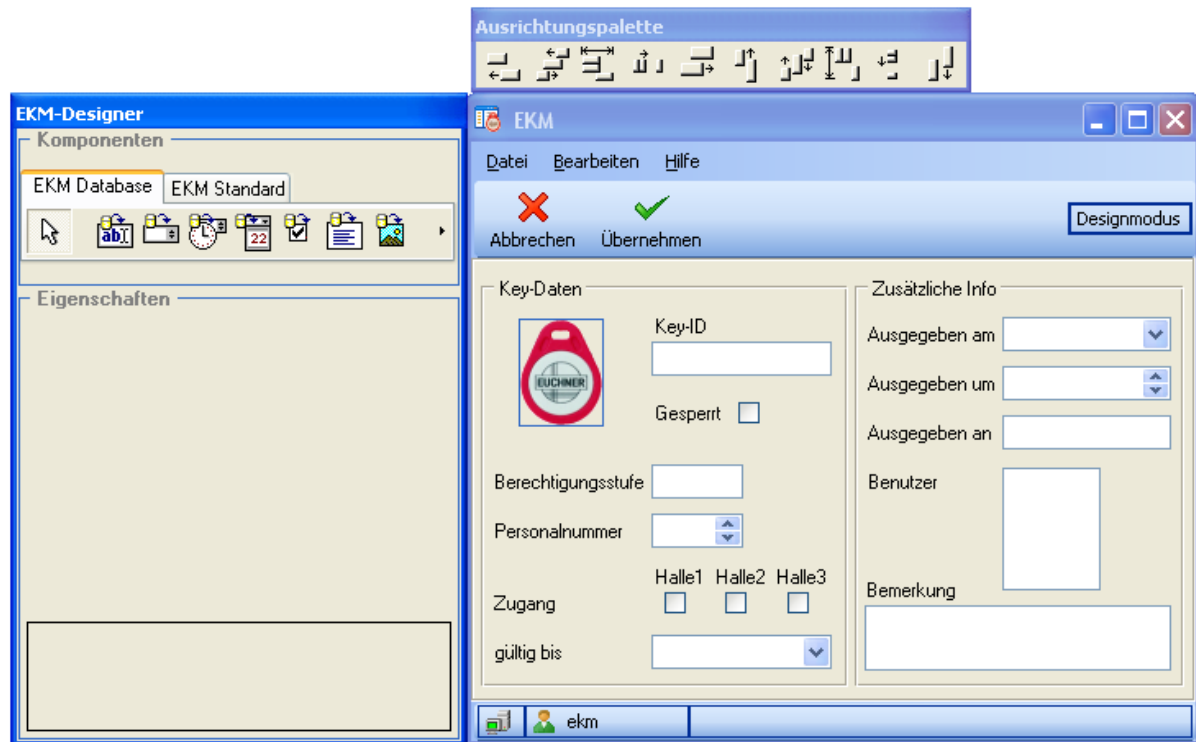 Ausrichtungspalette
EKM-Designer
Komponenten
EKM Database
EKM Standard
abI
22
Eigenschaften
EKM
Datei Bearbeiten Hilfe
Abbrechen Übernehmen
Designmodus
Key-Daten
EUCHNER
Key-ID
Gesperrt
Berechtigungsstufe
Personalnummer
Halle1 Halle2 Halle3
Zugang
gültig bis
Zusätzliche Info
Ausgegeben am
Ausgegeben um
Ausgegeben an
Benutzer
Bemerkung
ekm